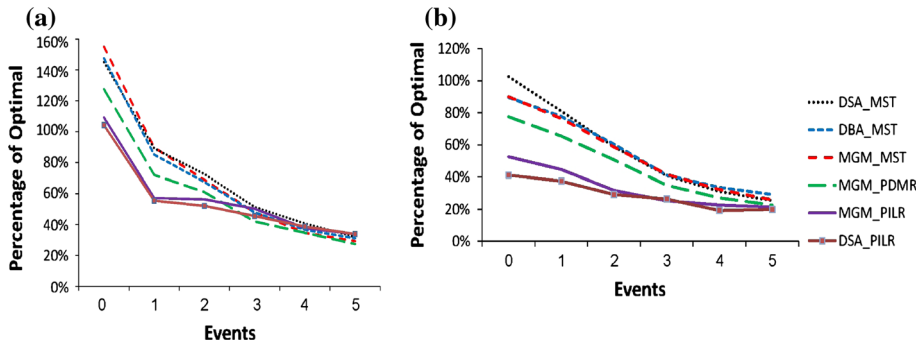 (a)
Percentage of Optimal
160%
140%
120%
100%
80%
60%
40%
20%
0%
0 1 2 3 4 5
Events
(b)
Percentage of Optimal
120%
100%
80%
60%
40%
20%
0%
0 1 2 3 4 5
Events
DSA_MST
DBA_MST
MGM_MST
MGM_PDMR
MGM_PILR
DSA_PILR